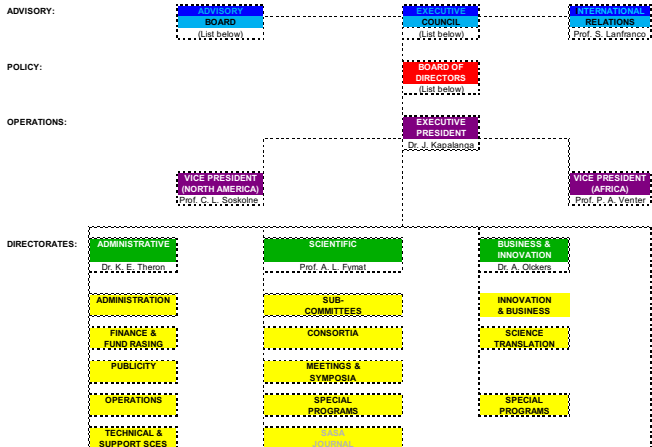 ADVISORY:
ADVISORY
BOARD
(List below)
EXECUTIVE
COUNCIL
(List below)
INTERNATIONAL
RELATIONS
Prof. S. Lanfranco
POLICY:
BOARD OF
DIRECTORS
(List below)
OPERATIONS:
EXECUTIVE
PRESIDENT
Dr. J. Kapalanga
VICE PRESIDENT
(NORTH AMERICA)
Prof. C. L. Soskolne
VICE PRESIDENT
(AFRICA)
Prof. P. A. Venter
DIRECTORATES:
ADMINISTRATIVE
Dr. K. E. Theron
SCIENTIFIC
Prof. A. L. Fymat
BUSINESS &
INNOVATION
Dr. A. Olckers
ADMINISTRATION
SUB-
COMMITTEES
INNOVATION
& BUSINESS
FINANCE &
FUND RASING
CONSORTIA
SCIENCE
TRANSLATION
PUBLICITY
MEETINGS &
SYMPOSIA
OPERATIONS
SPECIAL
PROGRAMS
SPECIAL
PROGRAMS
TECHNICAL &
SUPPORT SCES
SASA
JOURNAL